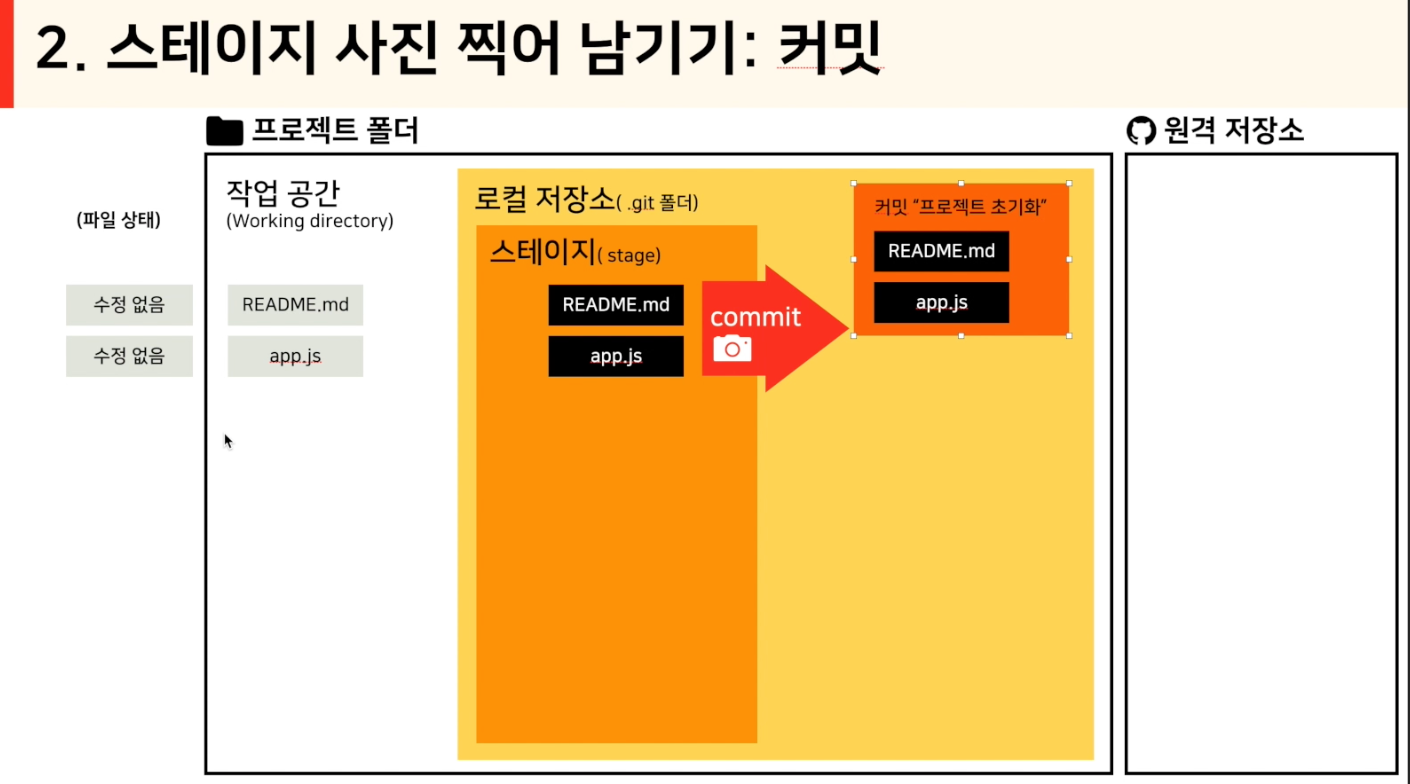 2. 스테이지 사진 찍어 남기기: 커밋
프로젝트 폴더
원격 저장소
(파일 상태)
작업 공간
(Working directory)
로컬 저장소( .git 폴더)
스테이지( stage)
커밋 “프로젝트 초기화”
README.md
app.js
수정 없음
README.md
README.md
commit
수정 없음
app.js
app.js